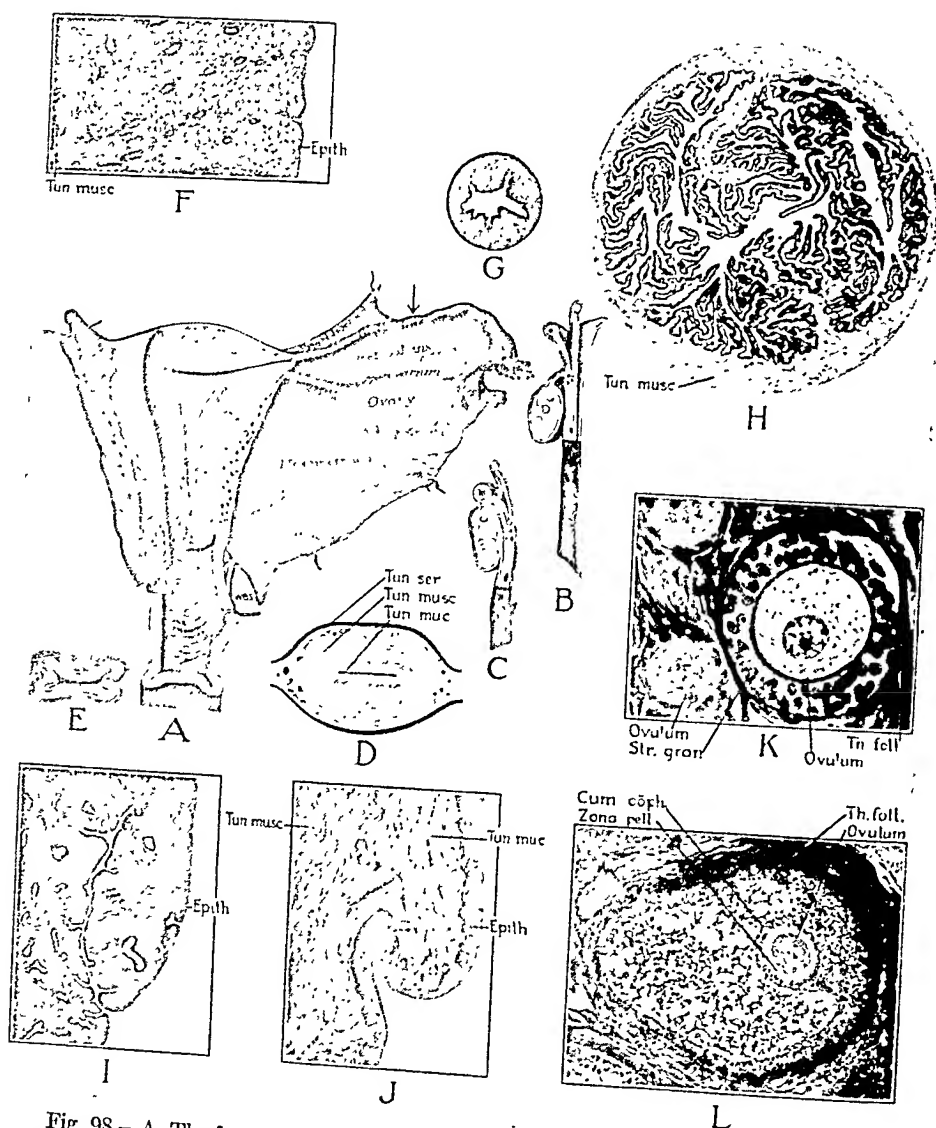 Epith
Tun musc
F
G
Tun musc
H
Ovary
B
C
Tun ser
Tun musc
Tun muc
E
A
D
Ovulum
Str. gran
K
Ovulum
Th foll
Tun musc
Tun muc
Epith
Epith
I
J
Cum ooph
Zona pell
Th. foll.
Ovulum
L
Fig. 98 – A.